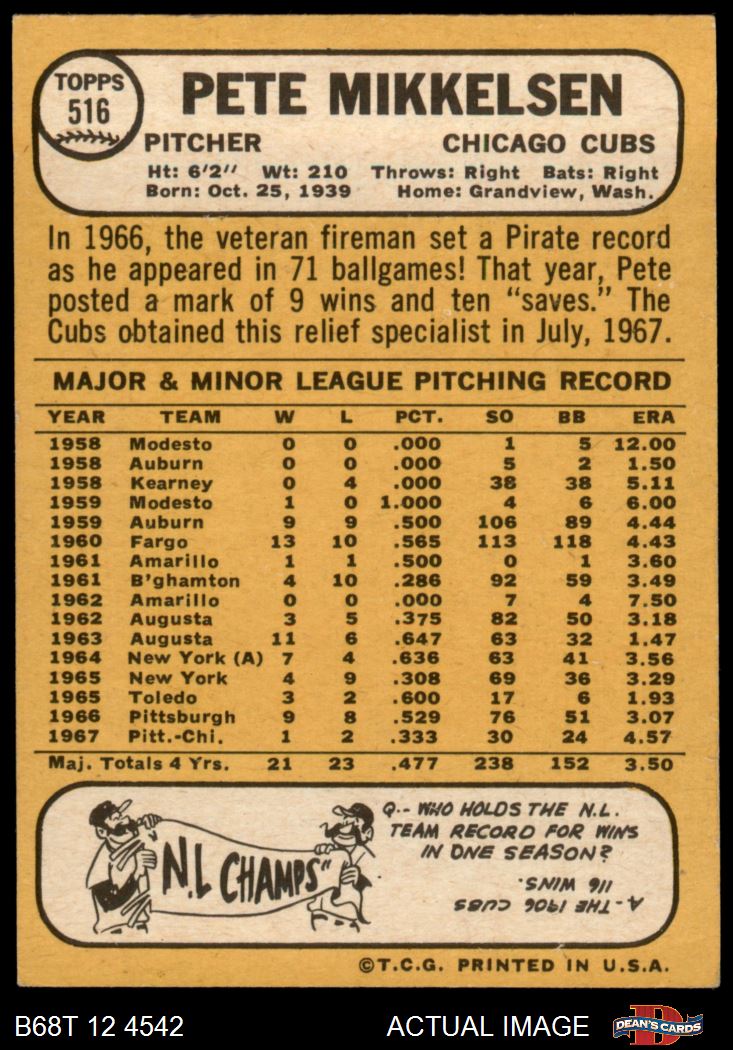 TOPPS
516
PETE MIKKELSEN
PITCHER CHICAGO CUBS
Ht: 6'2" Wt: 210 Throws: Right Bats: Right
Born: Oct. 25, 1939 Home: Grandview, Wash.
In 1966, the veteran fireman set a Pirate record
as he appeared in 71 ballgames! That year, Pete
posted a mark of 9 wins and ten “saves.” The
Cubs obtained this relief specialist in July, 1967.
MAJOR & MINOR LEAGUE PITCHING RECORD
YEAR TEAM W L PCT. SO BB ERA
1958 Modesto 0 0 .000 1 5 12.00
1958 Auburn 0 0 .000 5 2 1.50
1958 Kearney 0 4 .000 38 38 5.11
1959 Modesto 1 0 1.000 4 6 6.00
1959 Auburn 9 9 .500 106 89 4.44
1960 Fargo 13 10 .565 113 118 4.43
1961 Amarillo 1 1 .500 0 1 3.60
1961 B'ghamton 4 10 .286 92 59 3.49
1962 Amarillo 0 0 .000 7 4 7.50
1962 Augusta 3 5 .375 82 50 3.18
1963 Augusta 11 6 .647 63 32 1.47
1964 New York (A) 7 4 .636 63 41 3.56
1965 New York 4 9 .308 69 36 3.29
1965 Toledo 3 2 .600 17 6 1.93
1966 Pittsburgh 9 8 .529 76 51 3.07
1967 Pitt.-Chi. 1 2 .333 30 24 4.57
Maj. Totals 4 Yrs. 21 23 .477 238 152 3.50
N.L CHAMPS"
Q.-- WHO HOLDS THE N.L.
TEAM RECORD FOR WINS
IN ONE SEASON?
A-THE 1906 CUBS
116 WINS.
©T.C.G. PRINTED IN U.S.A.
B68T 12 4542 ACTUAL IMAGE
D
DEAN'S CARDS